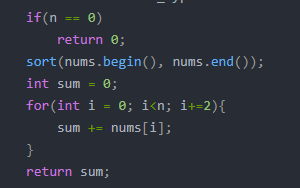 if(n == 0)
return 0;
sort(nums.begin(), nums.end());
int sum = 0;
for(int i = 0; i<n; i+=2){
sum += nums[i];
}
return sum;